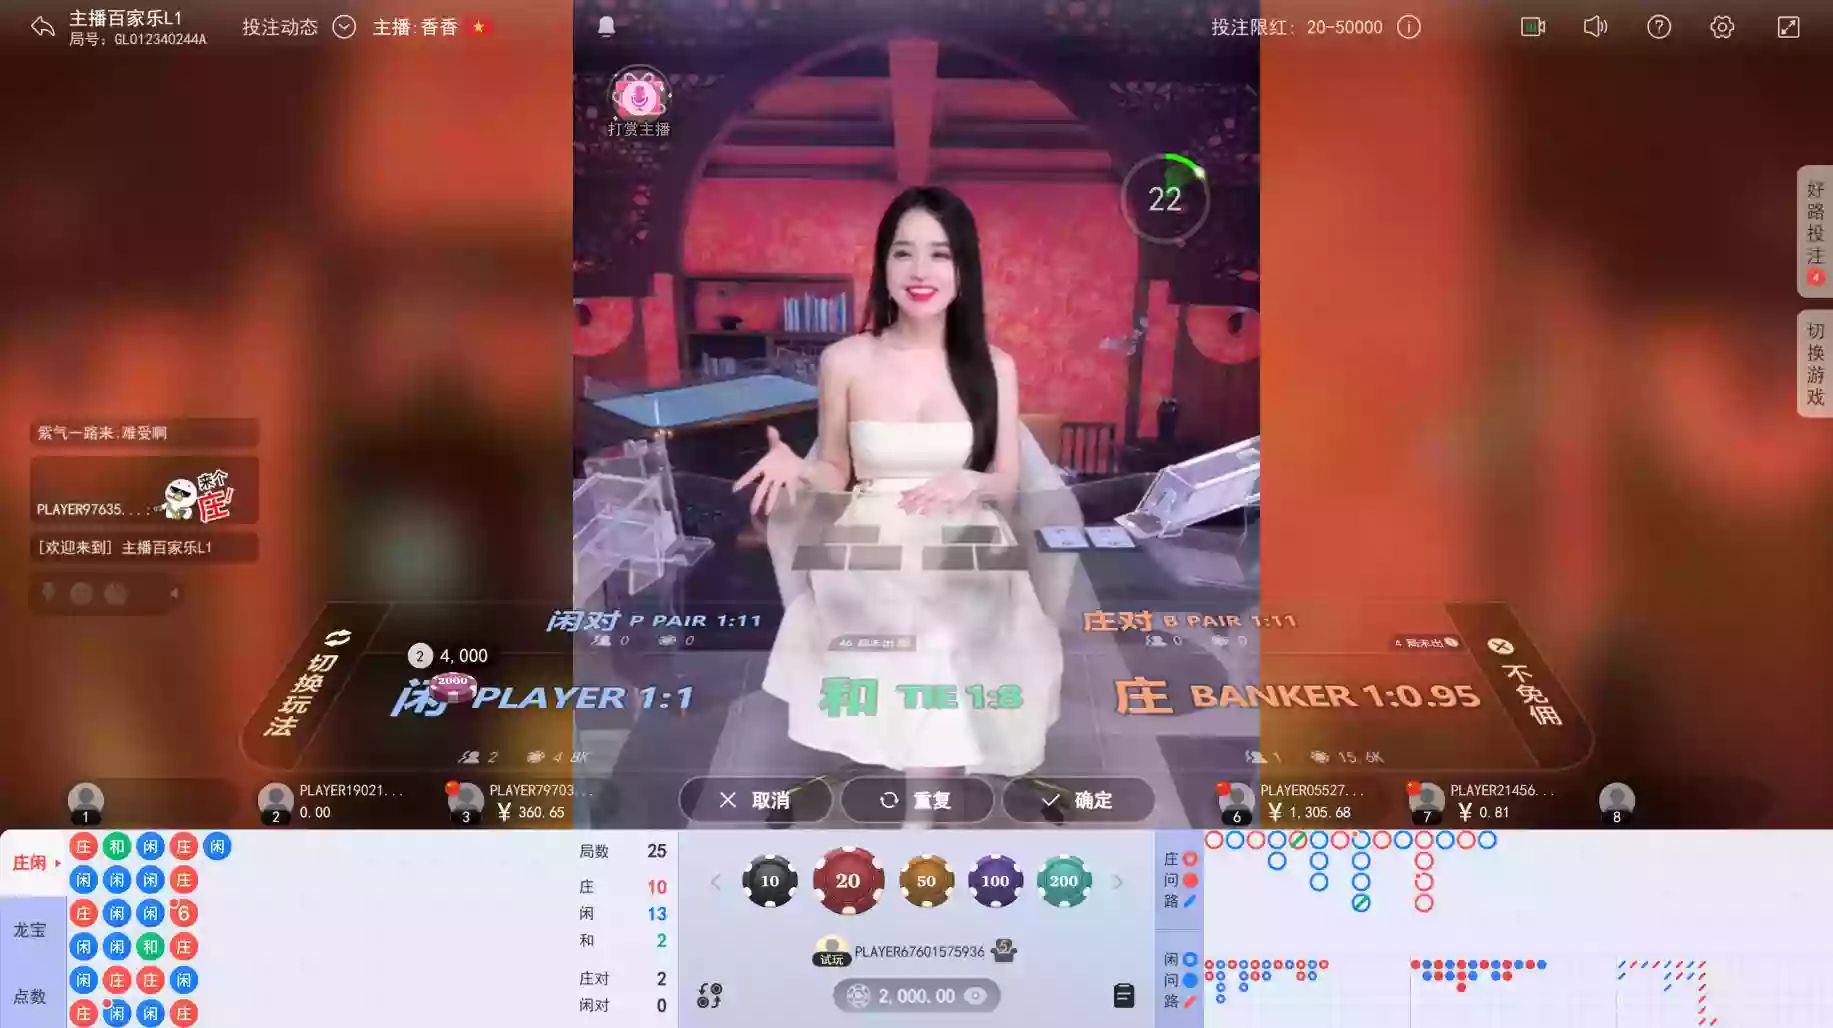 主播百家乐L1
局号: GL012340244A
投注动态
主播:香香
投注限红: 20-50000
打赏主播
22
好路投注
4
切换游戏
紫气一路来:难受啊
PLAYER97635....:
来个庄!
[欢迎来到] 主播百家乐L1
切换玩法
2 4,000
2000
闲对 P PAIR 1:11
0 0
46 局未出
庄对 B PAIR 1:11
0 0
4 局未出
闲 PLAYER 1:1
和 TIE 1:8
庄 BANKER 1:0.95
不免佣
2 4.8K
1 15.6K
1
2 PLAYER19021...
0.00
3 PLAYER79703...
¥ 360.65
取消
重复
确定
6 PLAYER05527...
¥ 1,305.68
7 PLAYER21456...
¥ 0.81
8
庄闲
龙宝
点数
庄 和 闲 庄 闲
闲 闲 闲 庄
庄 闲 闲 6
闲 闲 和 庄
闲 庄 庄 闲
庄 闲 闲 庄
局数 25
庄 10
闲 13
和 2
庄对 2
闲对 0
10 20 50 100 200
试玩 PLAYER67601575936 5
2,000.00
庄问路
闲问路